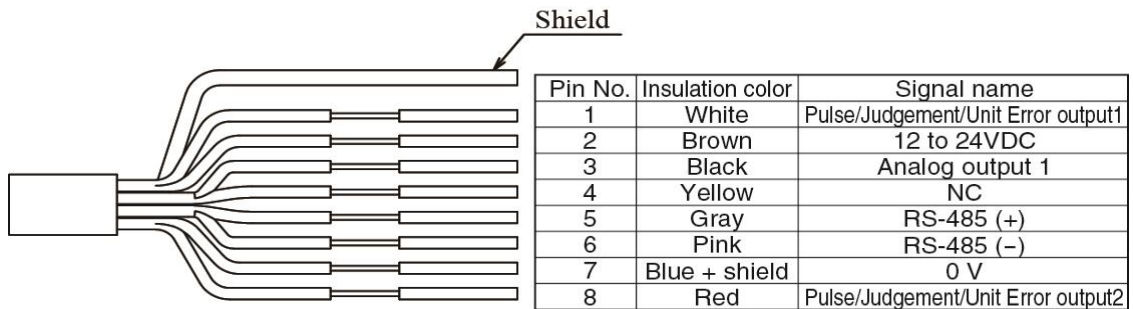 Shield
Pin No. Insulation color Signal name
1 White Pulse/Judgement/Unit Error output1
2 Brown 12 to 24VDC
3 Black Analog output 1
4 Yellow NC
5 Gray RS-485 (+)
6 Pink RS-485 (−)
7 Blue + shield 0 V
8 Red Pulse/Judgement/Unit Error output2